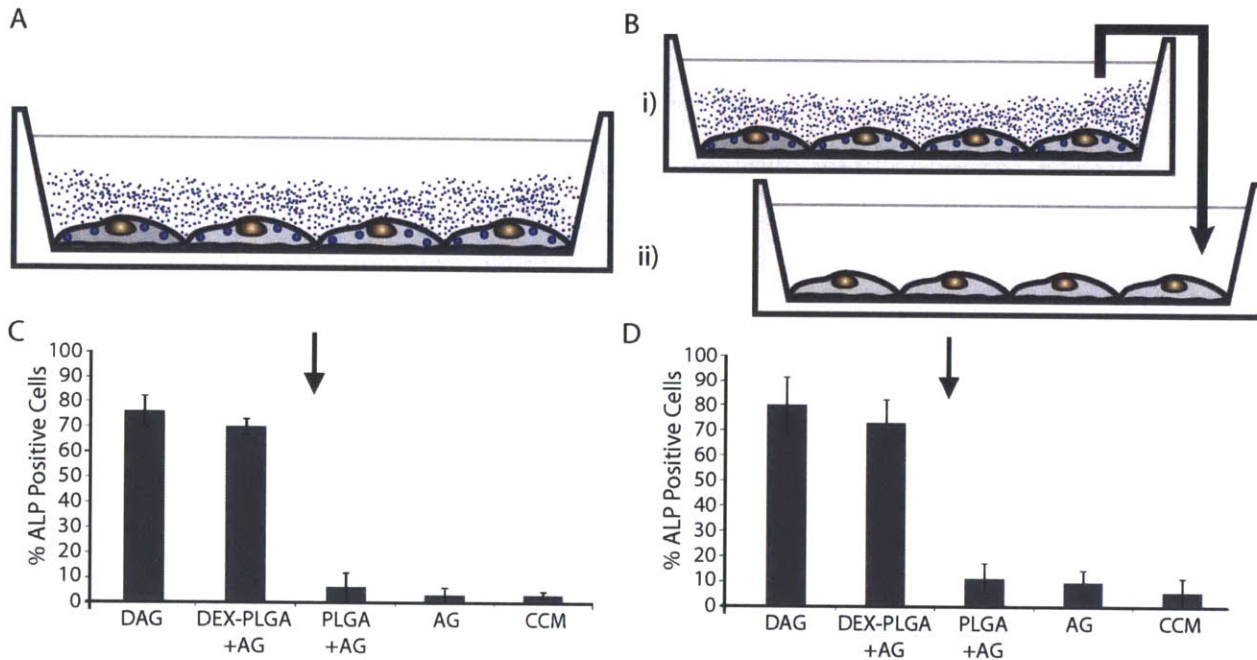 A
B
i)
ii)
C
% ALP Positive Cells
100
90
80
70
60
50
40
30
20
10
0
DAG
DEX-PLGA
+AG
PLGA
+AG
AG
CCM
D
% ALP Positive Cells
100
90
80
70
60
50
40
30
20
10
0
DAG
DEX-PLGA
+AG
PLGA
+AG
AG
CCM